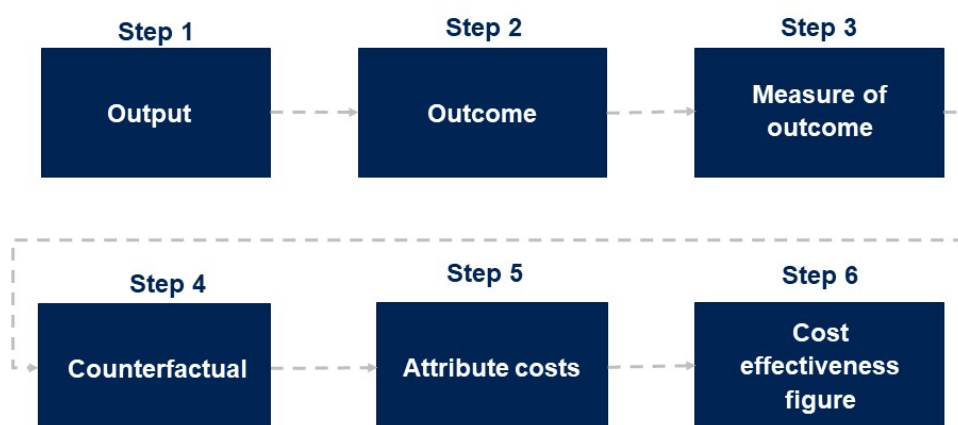 Step 1
Output
Step 2
Outcome
Step 3
Measure of
outcome
Step 4
Counterfactual
Step 5
Attribute costs
Step 6
Cost
effectiveness
figure